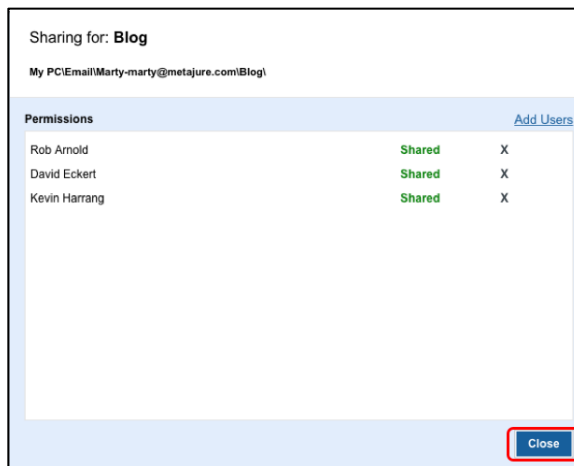 Sharing for: Blog
My PC\Email\Marty-marty@metajure.com\Blog\
Permissions Add Users
Rob Arnold Shared X
David Eckert Shared X
Kevin Harrang Shared X
Close